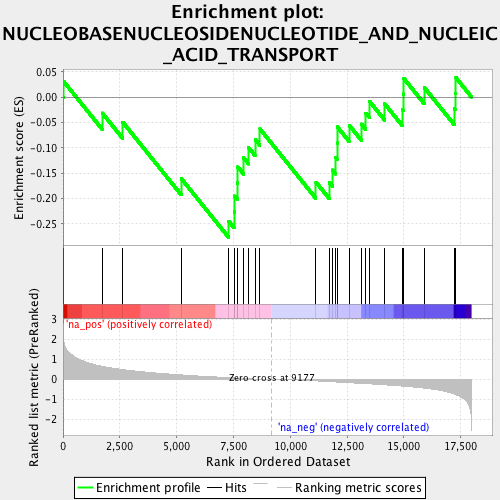 Enrichment plot:
NUCLEOBASENUCLEOSIDENUCLEOTIDE_AND_NUCLEIC
_ACID_TRANSPORT
Enrichment score (ES)
0.05
0.00
-0.05
-0.10
-0.15
-0.20
-0.25
'na_pos' (positively correlated)
Ranked list metric (PreRanked)
3
2
1
0
-1
-2
Zero cross at 9177
'na_neg' (negatively correlated)
0
2,500
5,000
7,500
10,000
12,500
15,000
17,500
Rank in Ordered Dataset
Enrichment profile
Hits
Ranking metric scores